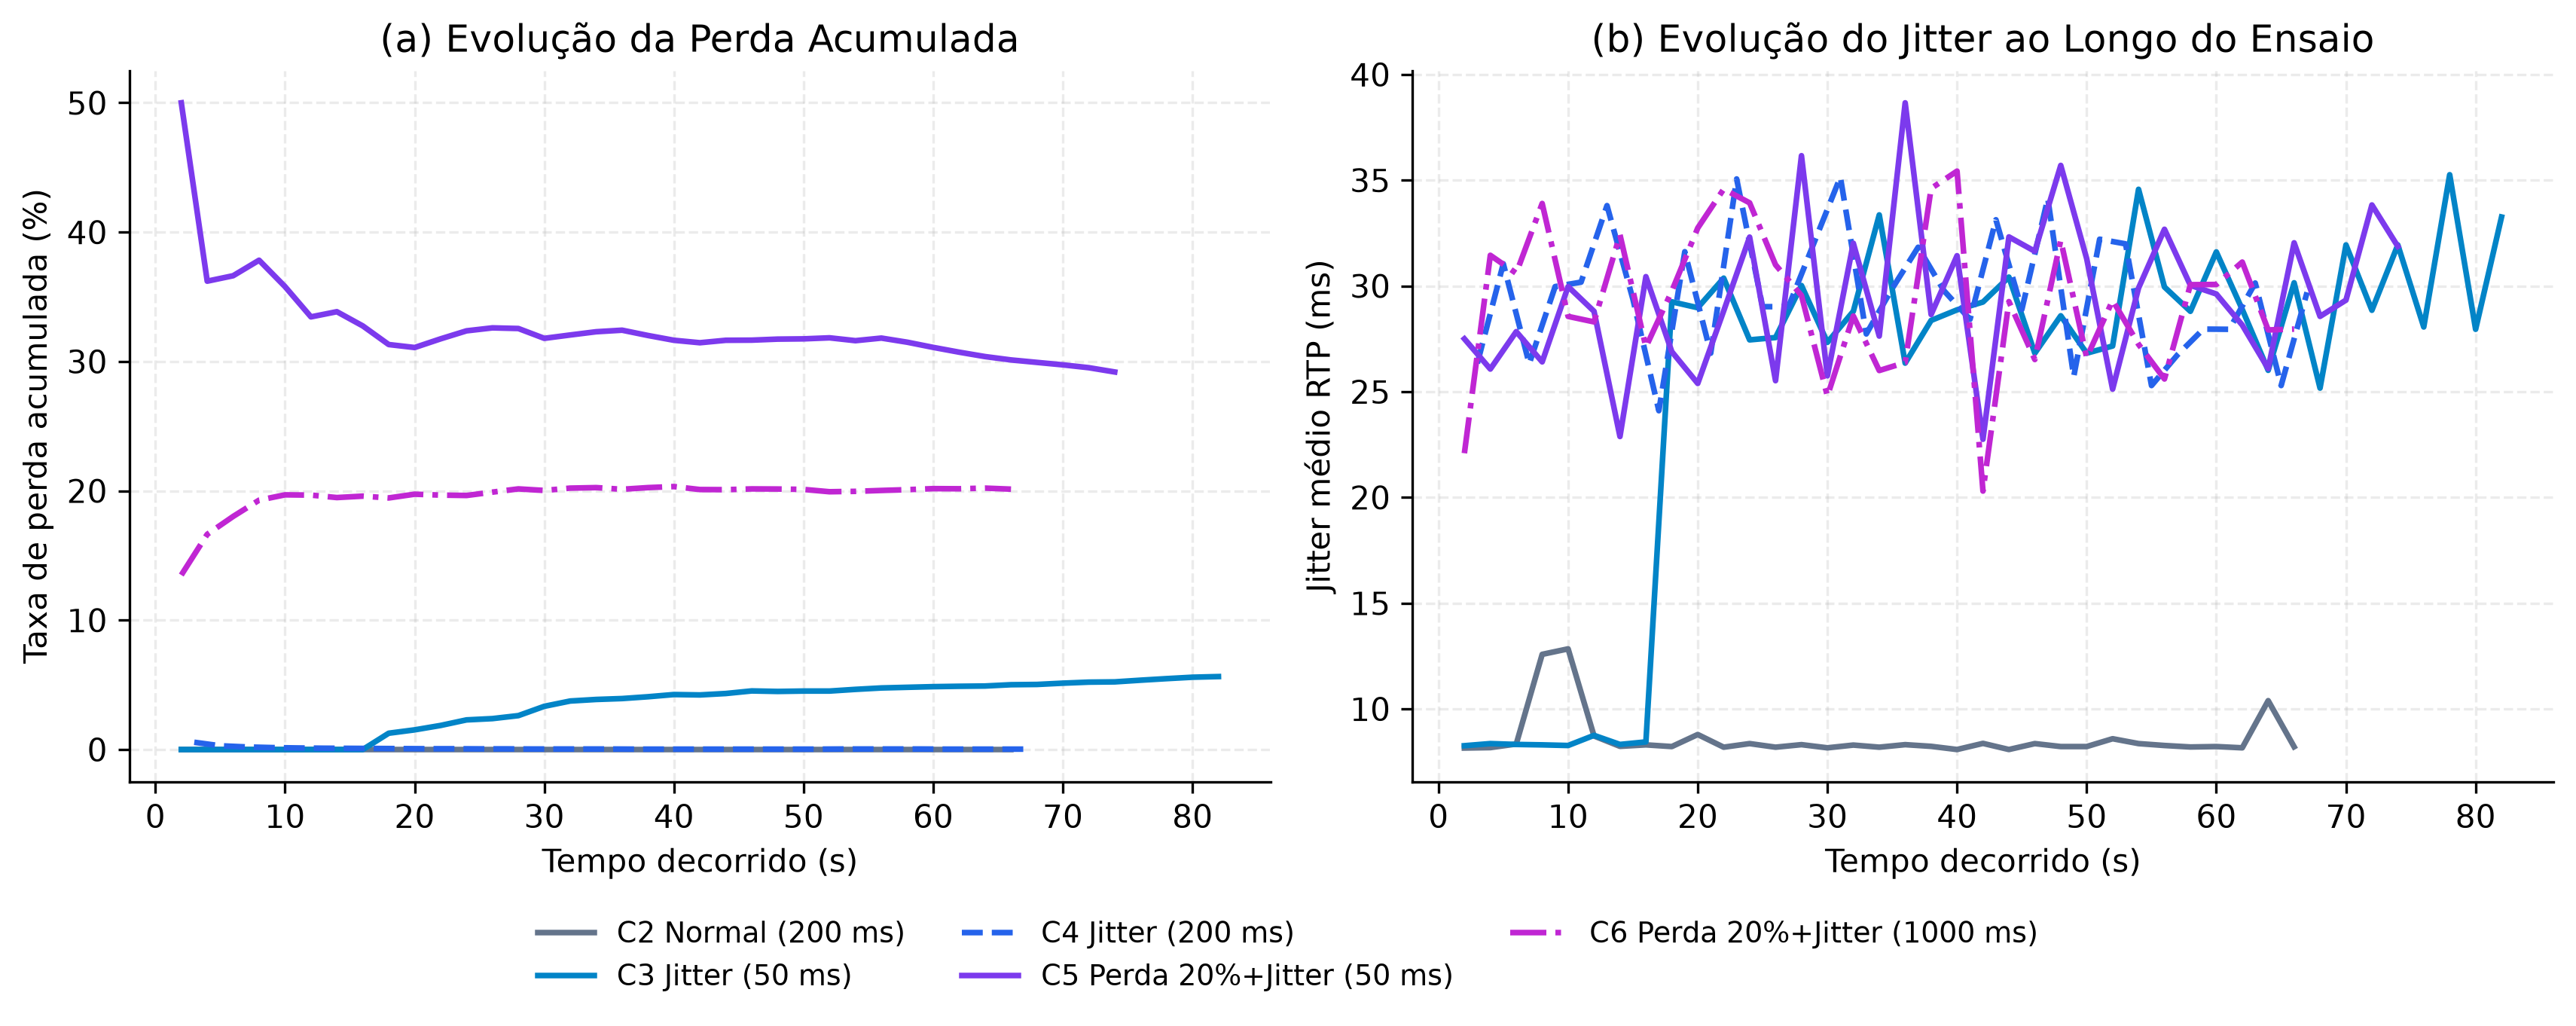 (a) Evolução da Perda Acumulada
Taxa de perda acumulada (%)
50
40
30
20
10
0
0 10 20 30 40 50 60 70 80
Tempo decorrido (s)
(b) Evolução do Jitter ao Longo do Ensaio
Jitter médio RTP (ms)
40
35
30
25
20
15
10
0 10 20 30 40 50 60 70 80
Tempo decorrido (s)
C2 Normal (200 ms)
C3 Jitter (50 ms)
C4 Jitter (200 ms)
C5 Perda 20%+Jitter (50 ms)
C6 Perda 20%+Jitter (1000 ms)